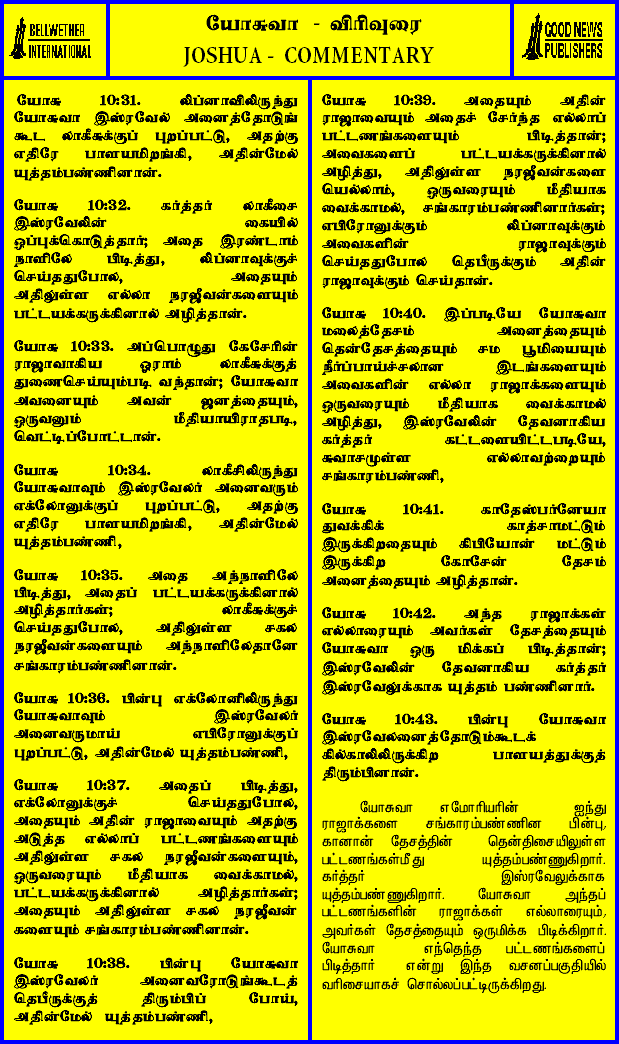 BELLWETHER
INTERNATIONAL
யோசுவா - விரிவுரை
JOSHUA - COMMENTARY
GOOD NEWS
PUBLISHERS
யோசு 10:31. லிப்னாவிலிருந்து
யோசுவா இஸ்ரவேல் அனைத்தோடுங்
கூட லாகீசுக்குப் புறப்பட்டு, அதற்கு
எதிரே பாளயமிறங்கி, அதின்மேல்
யுத்தம்பண்ணினான்.
யோசு 10:32. கர்த்தர் லாகீசை
இஸ்ரவேலின் கையில்
ஒப்புக்கொடுத்தார்; அதை இரண்டாம்
நாளிலே பிடித்து, லிப்னாவுக்குச்
செய்ததுபோல, அதையும்
அதிலுள்ள எல்லா நரஜீவன்களையும்
பட்டயக்கருக்கினால் அழித்தான்.
யோசு 10:33. அப்பொழுது கேசேரின்
ராஜாவாகிய ஓராம் லாகீசுக்குத்
துணைசெய்யும்படி வந்தான்; யோசுவா
அவனையும் அவன் ஜனத்தையும்,
ஒருவனும் மீதியாயிராதபடி,
வெட்டிப்போட்டான்.
யோசு 10:34. லாகீசிலிருந்து
யோசுவாவும் இஸ்ரவேலர் அனைவரும்
எக்லோனுக்குப் புறப்பட்டு, அதற்கு
எதிரே பாளயமிறங்கி, அதின்மேல்
யுத்தம்பண்ணி,
யோசு 10:35. அதை அந்நாளிலே
பிடித்து, அதைப் பட்டயக்கருக்கினால்
அழித்தார்கள்; லாகீசுக்குச்
செய்ததுபோல, அதிலுள்ள சகல
நரஜீவன்களையும் அந்நாளிலேதானே
சங்காரம்பண்ணினான்.
யோசு 10:36. பின்பு எக்லோனிலிருந்து
யோசுவாவும் இஸ்ரவேலர்
அனைவருமாய் எபிரோனுக்குப்
புறப்பட்டு, அதின்மேல் யுத்தம்பண்ணி,
யோசு 10:37. அதைப் பிடித்து,
எக்லோனுக்குச் செய்ததுபோல,
அதையும் அதின் ராஜாவையும் அதற்கு
அடுத்த எல்லாப் பட்டணங்களையும்
அதிலுள்ள சகல நரஜீவன்களையும்,
ஒருவரையும் மீதியாக வைக்காமல்,
பட்டயக்கருக்கினால் அழித்தார்கள்;
அதையும் அதிலுள்ள சகல நரஜீவன்
களையும் சங்காரம்பண்ணினான்.
யோசு 10:38. பின்பு யோசுவா
இஸ்ரவேலர் அனைவரோடுங்கூடத்
தெபீருக்குத் திரும்பிப் போய்,
அதின்மேல் யுத்தம்பண்ணி,
யோசு 10:39. அதையும் அதின்
ராஜாவையும் அதைச் சேர்ந்த எல்லாப்
பட்டணங்களையும் பிடித்தான்;
அவைகளைப் பட்டயக்கருக்கினால்
அழித்து, அதிலுள்ள நரஜீவன்களை
யெல்லாம், ஒருவரையும் மீதியாக
வைக்காமல், சங்காரம்பண்ணினார்கள்;
எபிரோனுக்கும் லிப்னாவுக்கும்
அவைகளின் ராஜாவுக்கும்
செய்ததுபோல தெபீருக்கும் அதின்
ராஜாவுக்கும் செய்தான்.
யோசு 10:40. இப்படியே யோசுவா
மலைத்தேசம் அனைத்தையும்
தென்தேசத்தையும் சம பூமியையும்
நீர்ப்பாய்ச்சலான இடங்களையும்
அவைகளின் எல்லா ராஜாக்களையும்
ஒருவரையும் மீதியாக வைக்காமல்
அழித்து, இஸ்ரவேலின் தேவனாகிய
கர்த்தர் கட்டளையிட்டபடியே,
சுவாசமுள்ள எல்லாவற்றையும்
சங்காரம்பண்ணி,
யோசு 10:41. காதேஸ்பர்னேயா
துவக்கிக் காத்சாமட்டும்
இருக்கிறதையும் கிபியோன் மட்டும்
இருக்கிற கோசேன் தேசம்
அனைத்தையும் அழித்தான்.
யோசு 10:42. அந்த ராஜாக்கள்
எல்லாரையும் அவர்கள் தேசத்தையும்
யோசுவா ஒரு மிக்கப் பிடித்தான்;
இஸ்ரவேலின் தேவனாகிய கர்த்தர்
இஸ்ரவேலுக்காக யுத்தம் பண்ணினார்.
யோசு 10:43. பின்பு யோசுவா
இஸ்ரவேலனைத்தோடும்கூடக்
கில்காலிலிருக்கிற பாளயத்துக்குத்
திரும்பினான்.
யோசுவா எமோரியரின் ஐந்து
ராஜாக்களை சங்காரம்பண்ணின பின்பு,
கானான் தேசத்தின் தென்திசையிலுள்ள
பட்டணங்கள்மீது யுத்தம்பண்ணுகிறார்.
கர்த்தர் இஸ்ரவேலுக்காக
யுத்தம்பண்ணுகிறார். யோசுவா அந்தப்
பட்டணங்களின் ராஜாக்கள் எல்லாரையும்,
அவர்கள் தேசத்தையும் ஒருமிக்க பிடிக்கிறார்.
யோசுவா எந்தெந்த பட்டணங்களைப்
பிடித்தார் என்று இந்த வசனப்பகுதியில்
வரிசையாகச் சொல்லப்பட்டிருக்கிறது.